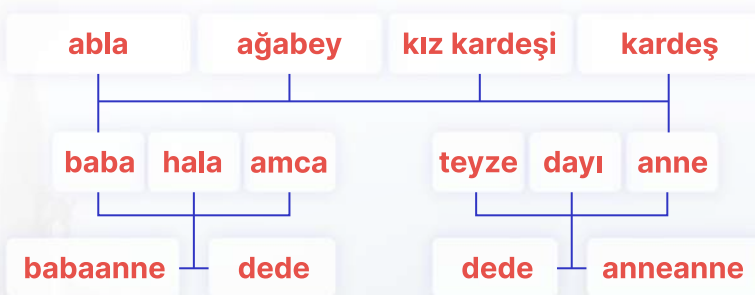 abla ağabey kız kardeşi kardeş
baba hala amca teyze dayı anne
babaanne dede dede anneanne